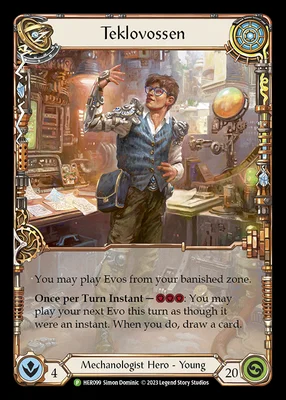 Teklovossen
You may play Evos from your banished zone.
Once per Turn Instant — : You may
play your next Evo this turn as though it
were an instant. When you do, draw a card.
4
Mechanologist Hero - Young
20
P HER099 Simon Dominic © 2023 Legend Story Studios